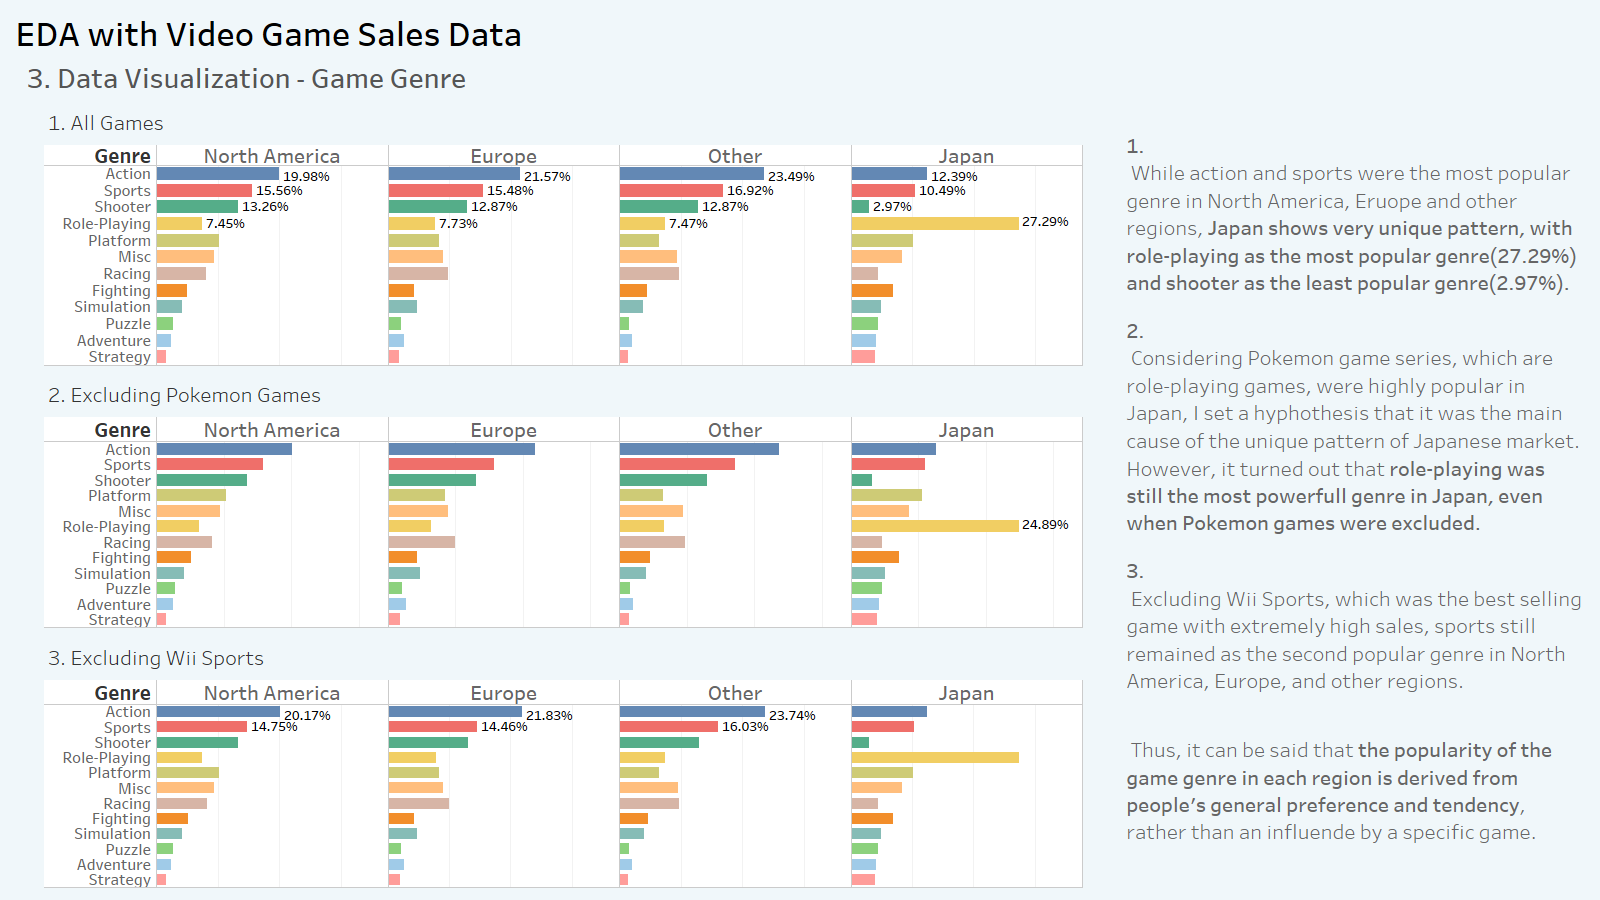 EDA with Video Game Sales Data
3. Data Visualization - Game Genre
1. All Games
Genre North America Europe Other Japan
Action 19.98% 21.57% 23.49% 12.39%
Sports 15.56% 15.48% 16.92% 10.49%
Shooter 13.26% 12.87% 12.87% 2.97%
Role-Playing 7.45% 7.73% 7.47% 27.29%
Platform
Misc
Racing
Fighting
Simulation
Puzzle
Adventure
Strategy
2. Excluding Pokemon Games
Genre North America Europe Other Japan
Action
Sports
Shooter
Platform
Misc
Role-Playing 24.89%
Racing
Fighting
Simulation
Puzzle
Adventure
Strategy
3. Excluding Wii Sports
Genre North America Europe Other Japan
Action 20.17% 21.83% 23.74%
Sports 14.75% 14.46% 16.03%
Shooter
Role-Playing
Platform
Misc
Racing
Fighting
Simulation
Puzzle
Adventure
Strategy
1.
While action and sports were the most popular
genre in North America, Eruope and other
regions, Japan shows very unique pattern, with
role-playing as the most popular genre(27.29%)
and shooter as the least popular genre(2.97%).
2.
Considering Pokemon game series, which are
role-playing games, were highly popular in
Japan, I set a hyphothesis that it was the main
cause of the unique pattern of Japanese market.
However, it turned out that role-playing was
still the most powerfull genre in Japan, even
when Pokemon games were excluded.
3.
Excluding Wii Sports, which was the best selling
game with extremely high sales, sports still
remained as the second popular genre in North
America, Europe, and other regions.
Thus, it can be said that the popularity of the
game genre in each region is derived from
people's general preference and tendency,
rather than an influende by a specific game.